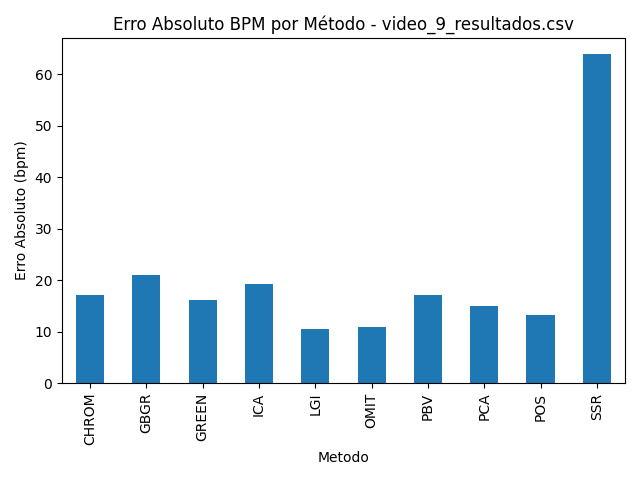 Erro Absoluto BPM por Método - video_9_resultados.csv
Erro Absoluto (bpm)
60
50
40
30
20
10
0
CHROM
GBGR
GREEN
ICA
LGI
OMIT
PBV
PCA
POS
SSR
Metodo